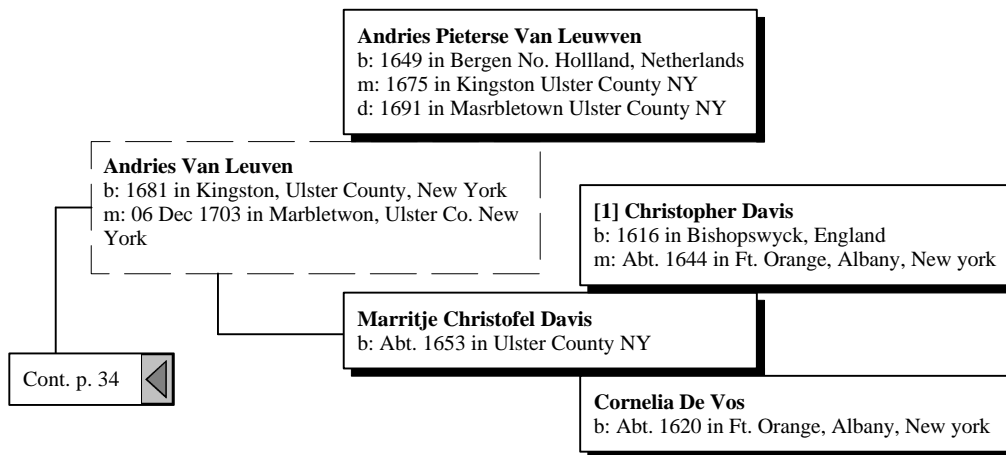 Andries Pieterse Van Leuwven
b: 1649 in Bergen No. Hollland, Netherlands
m: 1675 in Kingston Ulster County NY
d: 1691 in Masrbletown Ulster County NY
Andries Van Leuven
b: 1681 in Kingston, Ulster County, New York
m: 06 Dec 1703 in Marbletwon, Ulster Co. New
York
[1] Christopher Davis
b: 1616 in Bishopswyck, England
m: Abt. 1644 in Ft. Orange, Albany, New york
Marritje Christofel Davis
b: Abt. 1653 in Ulster County NY
Cont. p. 34
Cornelia De Vos
b: Abt. 1620 in Ft. Orange, Albany, New york